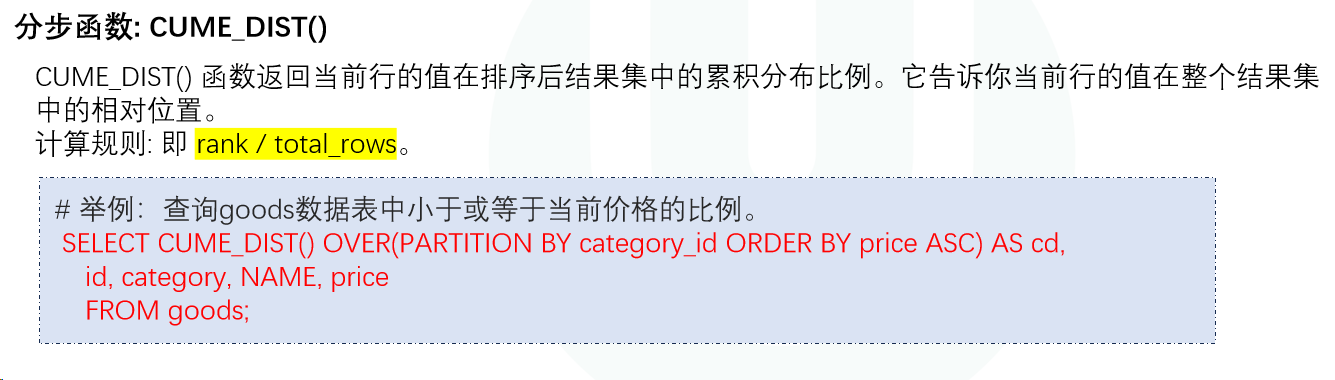 分步函数: CUME_DIST()
CUME_DIST() 函数返回当前行的值在排序后结果集中的累积分布比例。它告诉你当前行的值在整个结果集
中的相对位置。
计算规则: 即 rank / total_rows。
# 举例：查询goods数据表中小于或等于当前价格的比例。
SELECT CUME_DIST() OVER(PARTITION BY category_id ORDER BY price ASC) AS cd,
id, category, NAME, price
FROM goods;